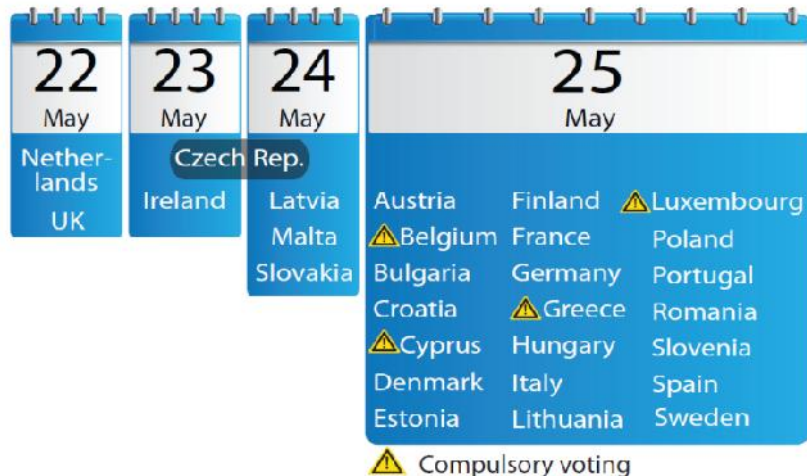 22
May
Nether-
lands
UK
23
May
Czech Rep.
Ireland
24
May
Latvia
Malta
Slovakia
25
May
Austria
Belgium
Bulgaria
Croatia
Cyprus
Denmark
Estonia
Finland
France
Germany
Greece
Hungary
Italy
Lithuania
Luxembourg
Poland
Portugal
Romania
Slovenia
Spain
Sweden
Compulsory voting